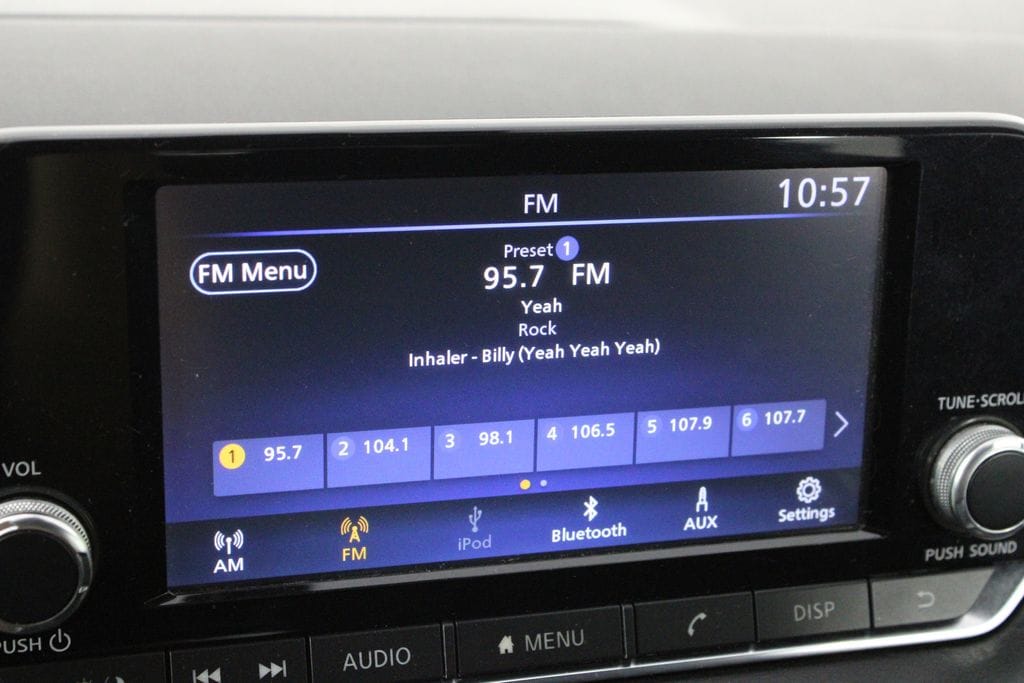 FM
10:57
FM Menu
Preset 1
95.7 FM
Yeah
Rock
Inhaler - Billy (Yeah Yeah Yeah)
1 95.7
2 104.1
3 98.1
4 106.5
5 107.9
6 107.7
AM
FM
iPod
Bluetooth
AUX
Settings
VOL
PUSH
TUNE·SCROLL
PUSH SOUND
AUDIO
MENU
DISP